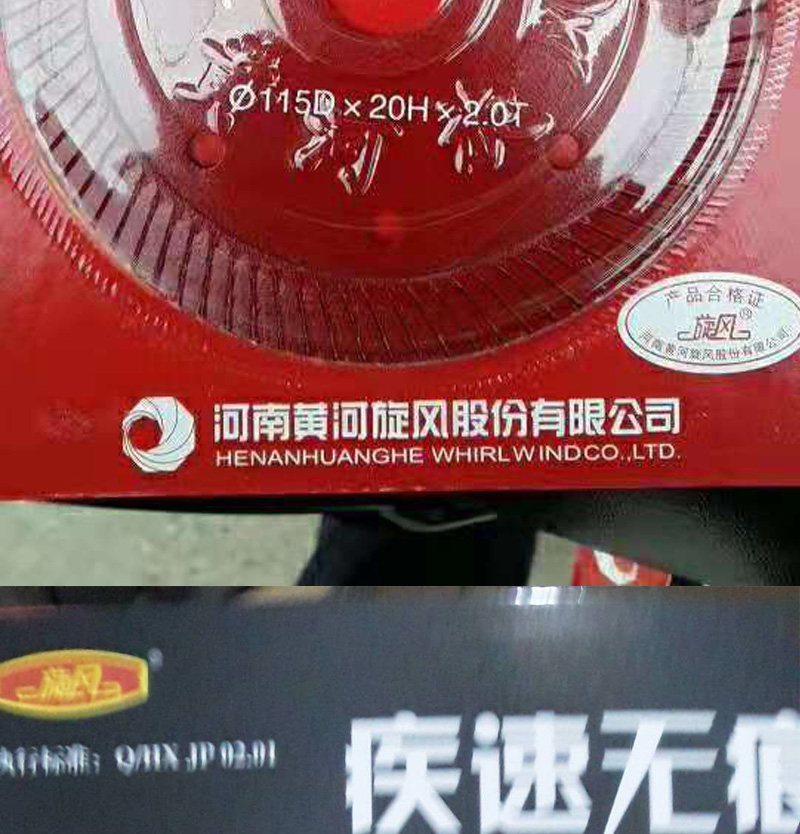 Ø115D×20H×2.0T
产品合格证
旋风®
河南黄河旋风股份有限公司
河南黄河旋风股份有限公司
HENANHUANGHE WHIRLWINDCO.,LTD.
旋风®
执行标准：Q/HX JP 02.01
疾速无痕